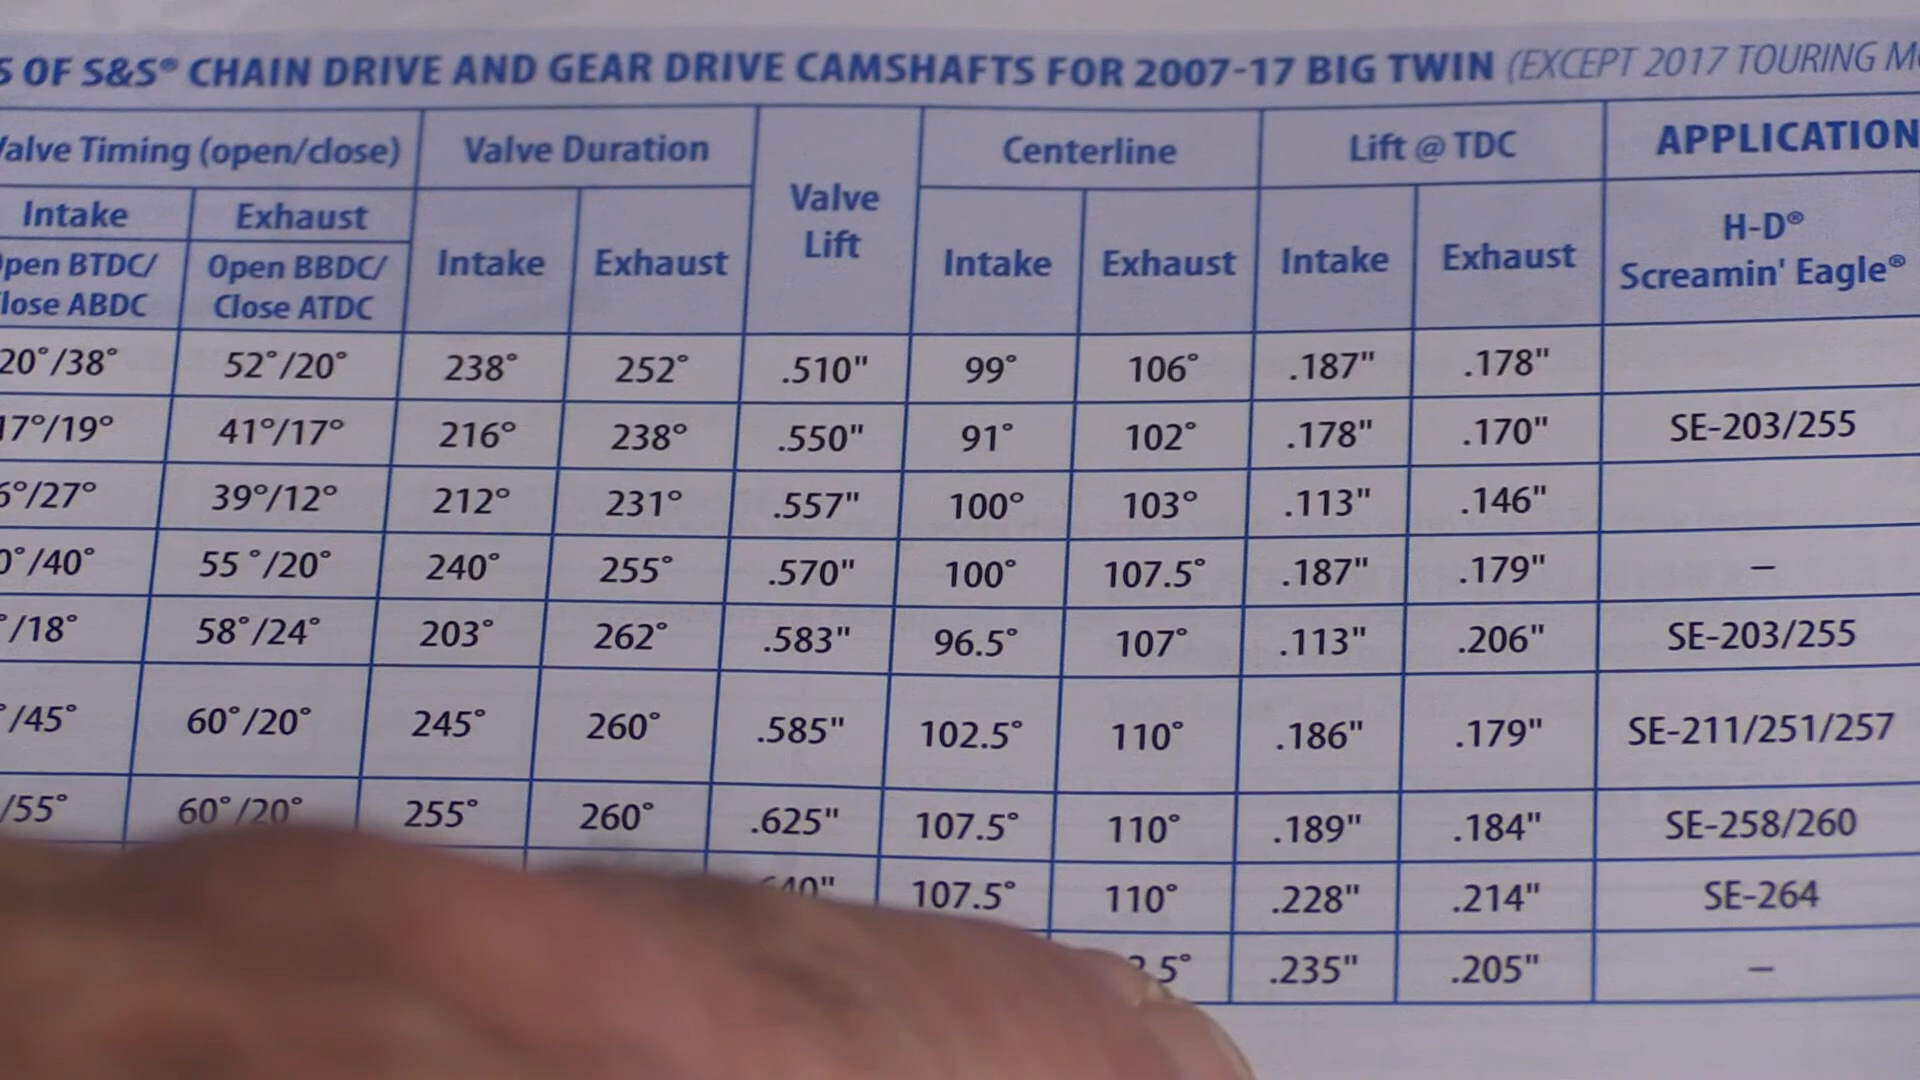 OF S&S® CHAIN DRIVE AND GEAR DRIVE CAMSHAFTS FOR 2007-17 BIG TWIN (EXCEPT 2017 TOURING
Timing (open/close) Valve Duration Valve Lift Centerline Lift @ TDC APPLICATION
Intake Exhaust Intake Exhaust Intake Exhaust Intake Exhaust H-D® Screamin' Eagle®
BTDC/ Open BBDC/
ABDC Close ATDC
20°/38° 52°/20° 238° 252° .510" 99° 106° .187" .178"
17°/19° 41°/17° 216° 238° .550" 91° 102° .178" .170" SE-203/255
/27° 39°/12° 212° 231° .557" 100° 103° .113" .146"
/40° 55°/20° 240° 255° .570" 100° 107.5° .187" .179" –
/18° 58°/24° 203° 262° .583" 96.5° 107° .113" .206" SE-203/255
/45° 60°/20° 245° 260° .585" 102.5° 110° .186" .179" SE-211/251/257
/55° 60°/20° 255° 260° .625" 107.5° 110° .189" .184" SE-258/260
107.5° 110° .228" .214" SE-264
.235" .205" –